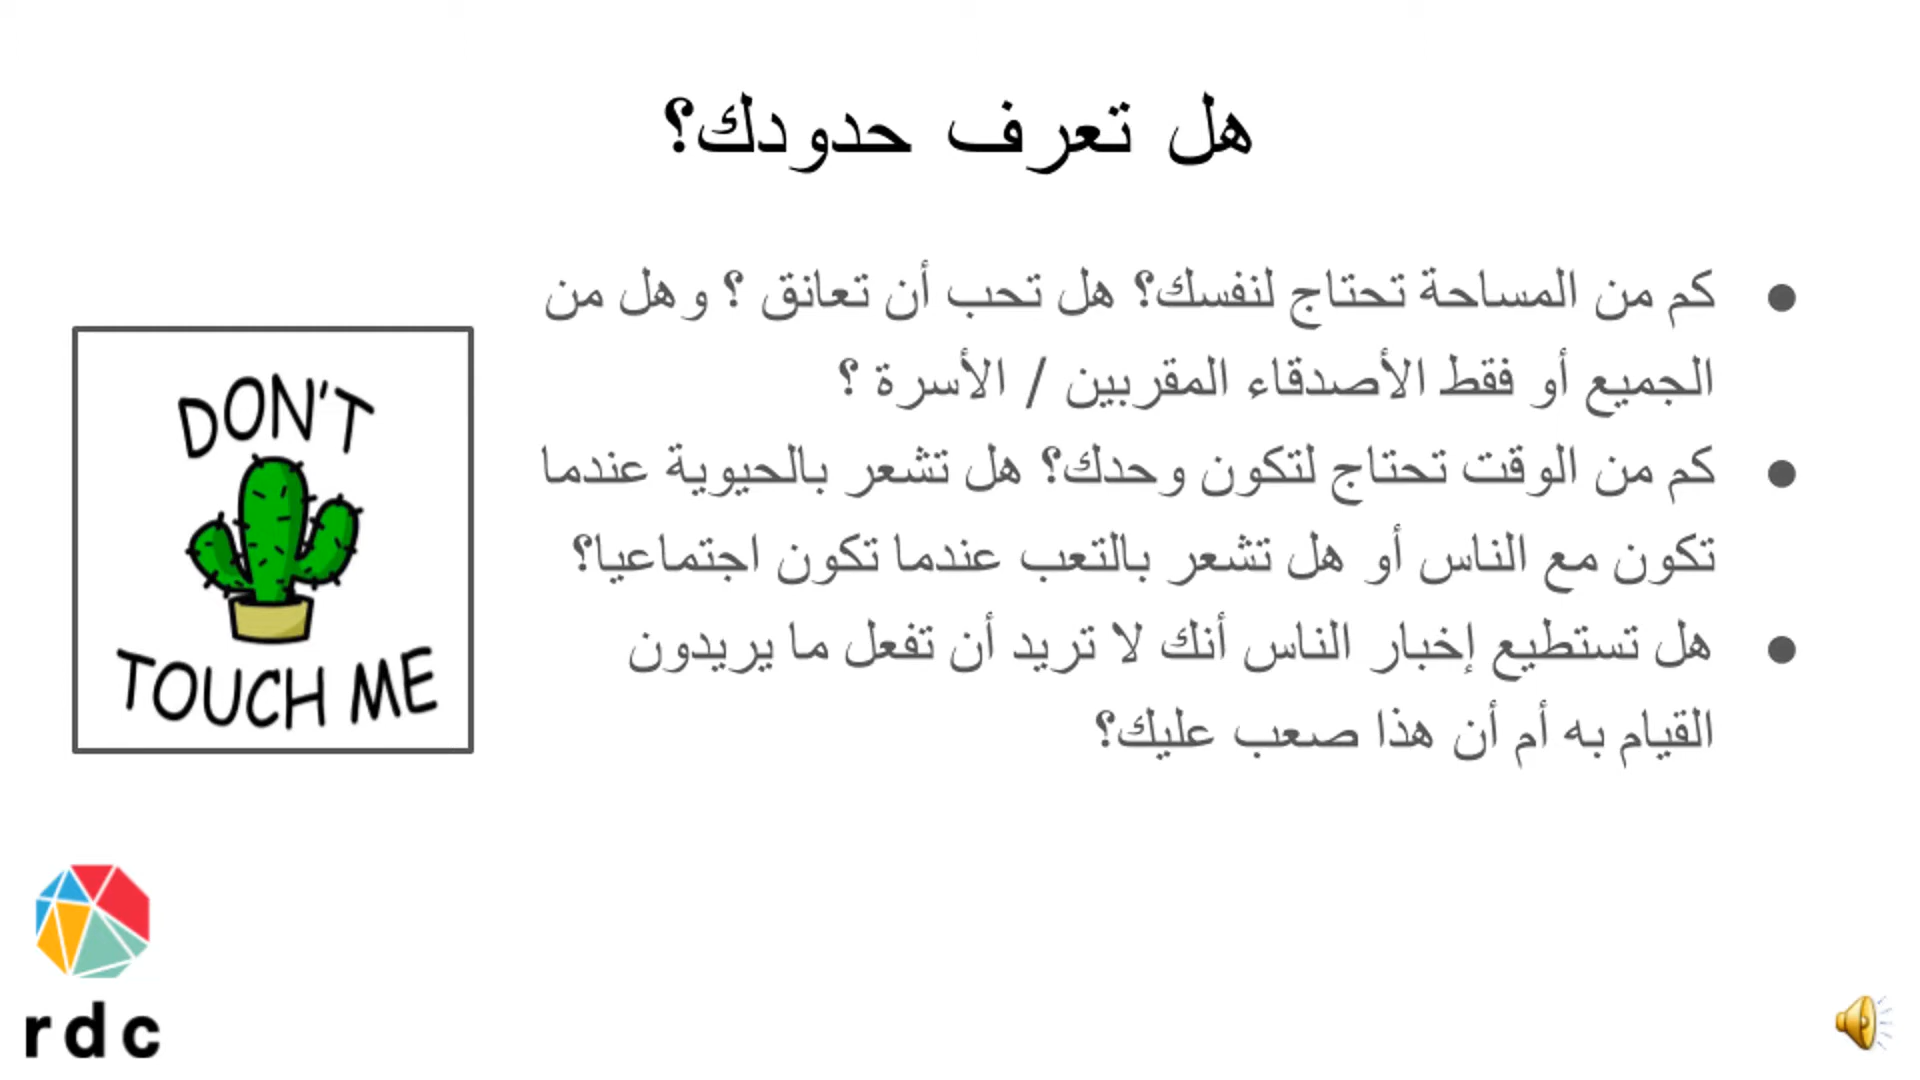 هل تعرف حدودك؟
● كم من المساحة تحتاج لنفسك؟ هل تحب أن تعانق ؟ وهل من
الجميع أو فقط الأصدقاء المقربين / الأسرة ؟
● كم من الوقت تحتاج لتكون وحدك؟ هل تشعر بالحيوية عندما
تكون مع الناس أو هل تشعر بالتعب عندما تكون اجتماعيا؟
● هل تستطيع إخبار الناس أنك لا تريد أن تفعل ما يريدون
القيام به أم أن هذا صعب عليك؟
DON'T
TOUCH ME
rdc